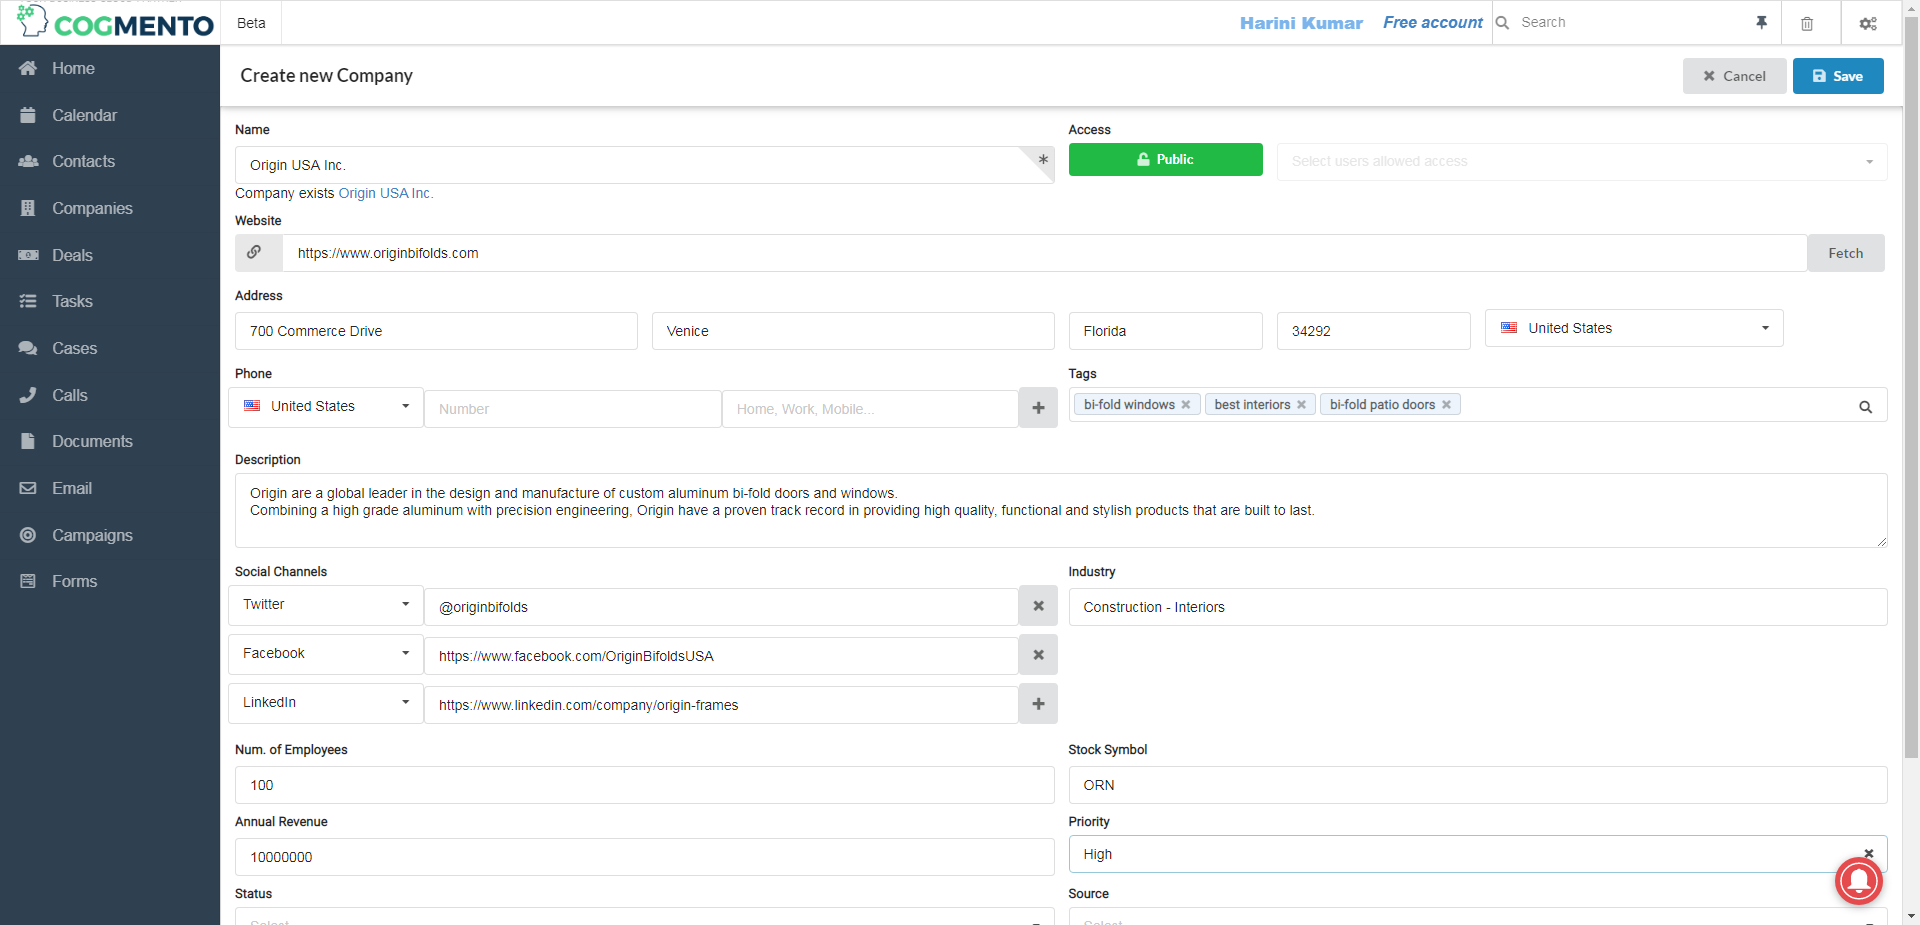 COGMENTO
Beta
Harini Kumar
Free account
Search
Home
Calendar
Contacts
Companies
Deals
Tasks
Cases
Calls
Documents
Email
Campaigns
Forms
Create new Company
Cancel
Save
Name
Origin USA Inc.
*
Company exists Origin USA Inc.
Access
Public
Select users allowed access
Website
https://www.originbifolds.com
Fetch
Address
700 Commerce Drive
Venice
Florida
34292
United States
Phone
United States
Number
Home, Work, Mobile...
Tags
bi-fold windows
best interiors
bi-fold patio doors
Description
Origin are a global leader in the design and manufacture of custom aluminum bi-fold doors and windows.
Combining a high grade aluminum with precision engineering, Origin have a proven track record in providing high quality, functional and stylish products that are built to last.
Social Channels
Twitter
@originbifolds
Facebook
https://www.facebook.com/OriginBifoldsUSA
LinkedIn
https://www.linkedin.com/company/origin-frames
Industry
Construction - Interiors
Num. of Employees
100
Stock Symbol
ORN
Annual Revenue
10000000
Priority
High
Status
Select
Source
Select